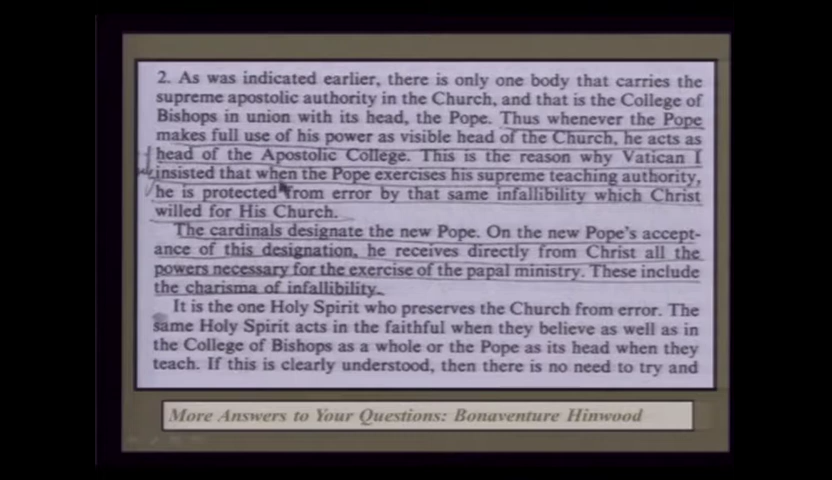 2. As was indicated earlier, there is only one body that carries the
supreme apostolic authority in the Church, and that is the College of
Bishops in union with its head, the Pope. Thus whenever the Pope
makes full use of his power as visible head of the Church, he acts as
head of the Apostolic College. This is the reason why Vatican I
insisted that when the Pope exercises his supreme teaching authority,
he is protected from error by that same infallibility which Christ
willed for His Church.
The cardinals designate the new Pope. On the new Pope's accept-
ance of this designation, he receives directly from Christ all the
powers necessary for the exercise of the papal ministry. These include
the charisma of infallibility.
It is the one Holy Spirit who preserves the Church from error. The
same Holy Spirit acts in the faithful when they believe as well as in
the College of Bishops as a whole or the Pope as its head when they
teach. If this is clearly understood, then there is no need to try and
More Answers to Your Questions: Bonaventure Hinwood